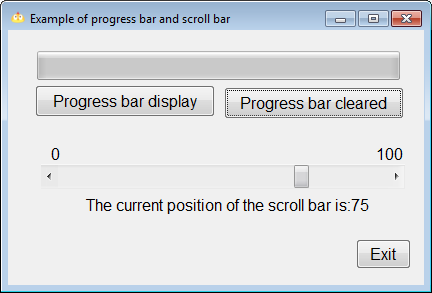 Example of progress bar and scroll bar
Progress bar display
Progress bar cleared
0
100
The current position of the scroll bar is:75
Exit